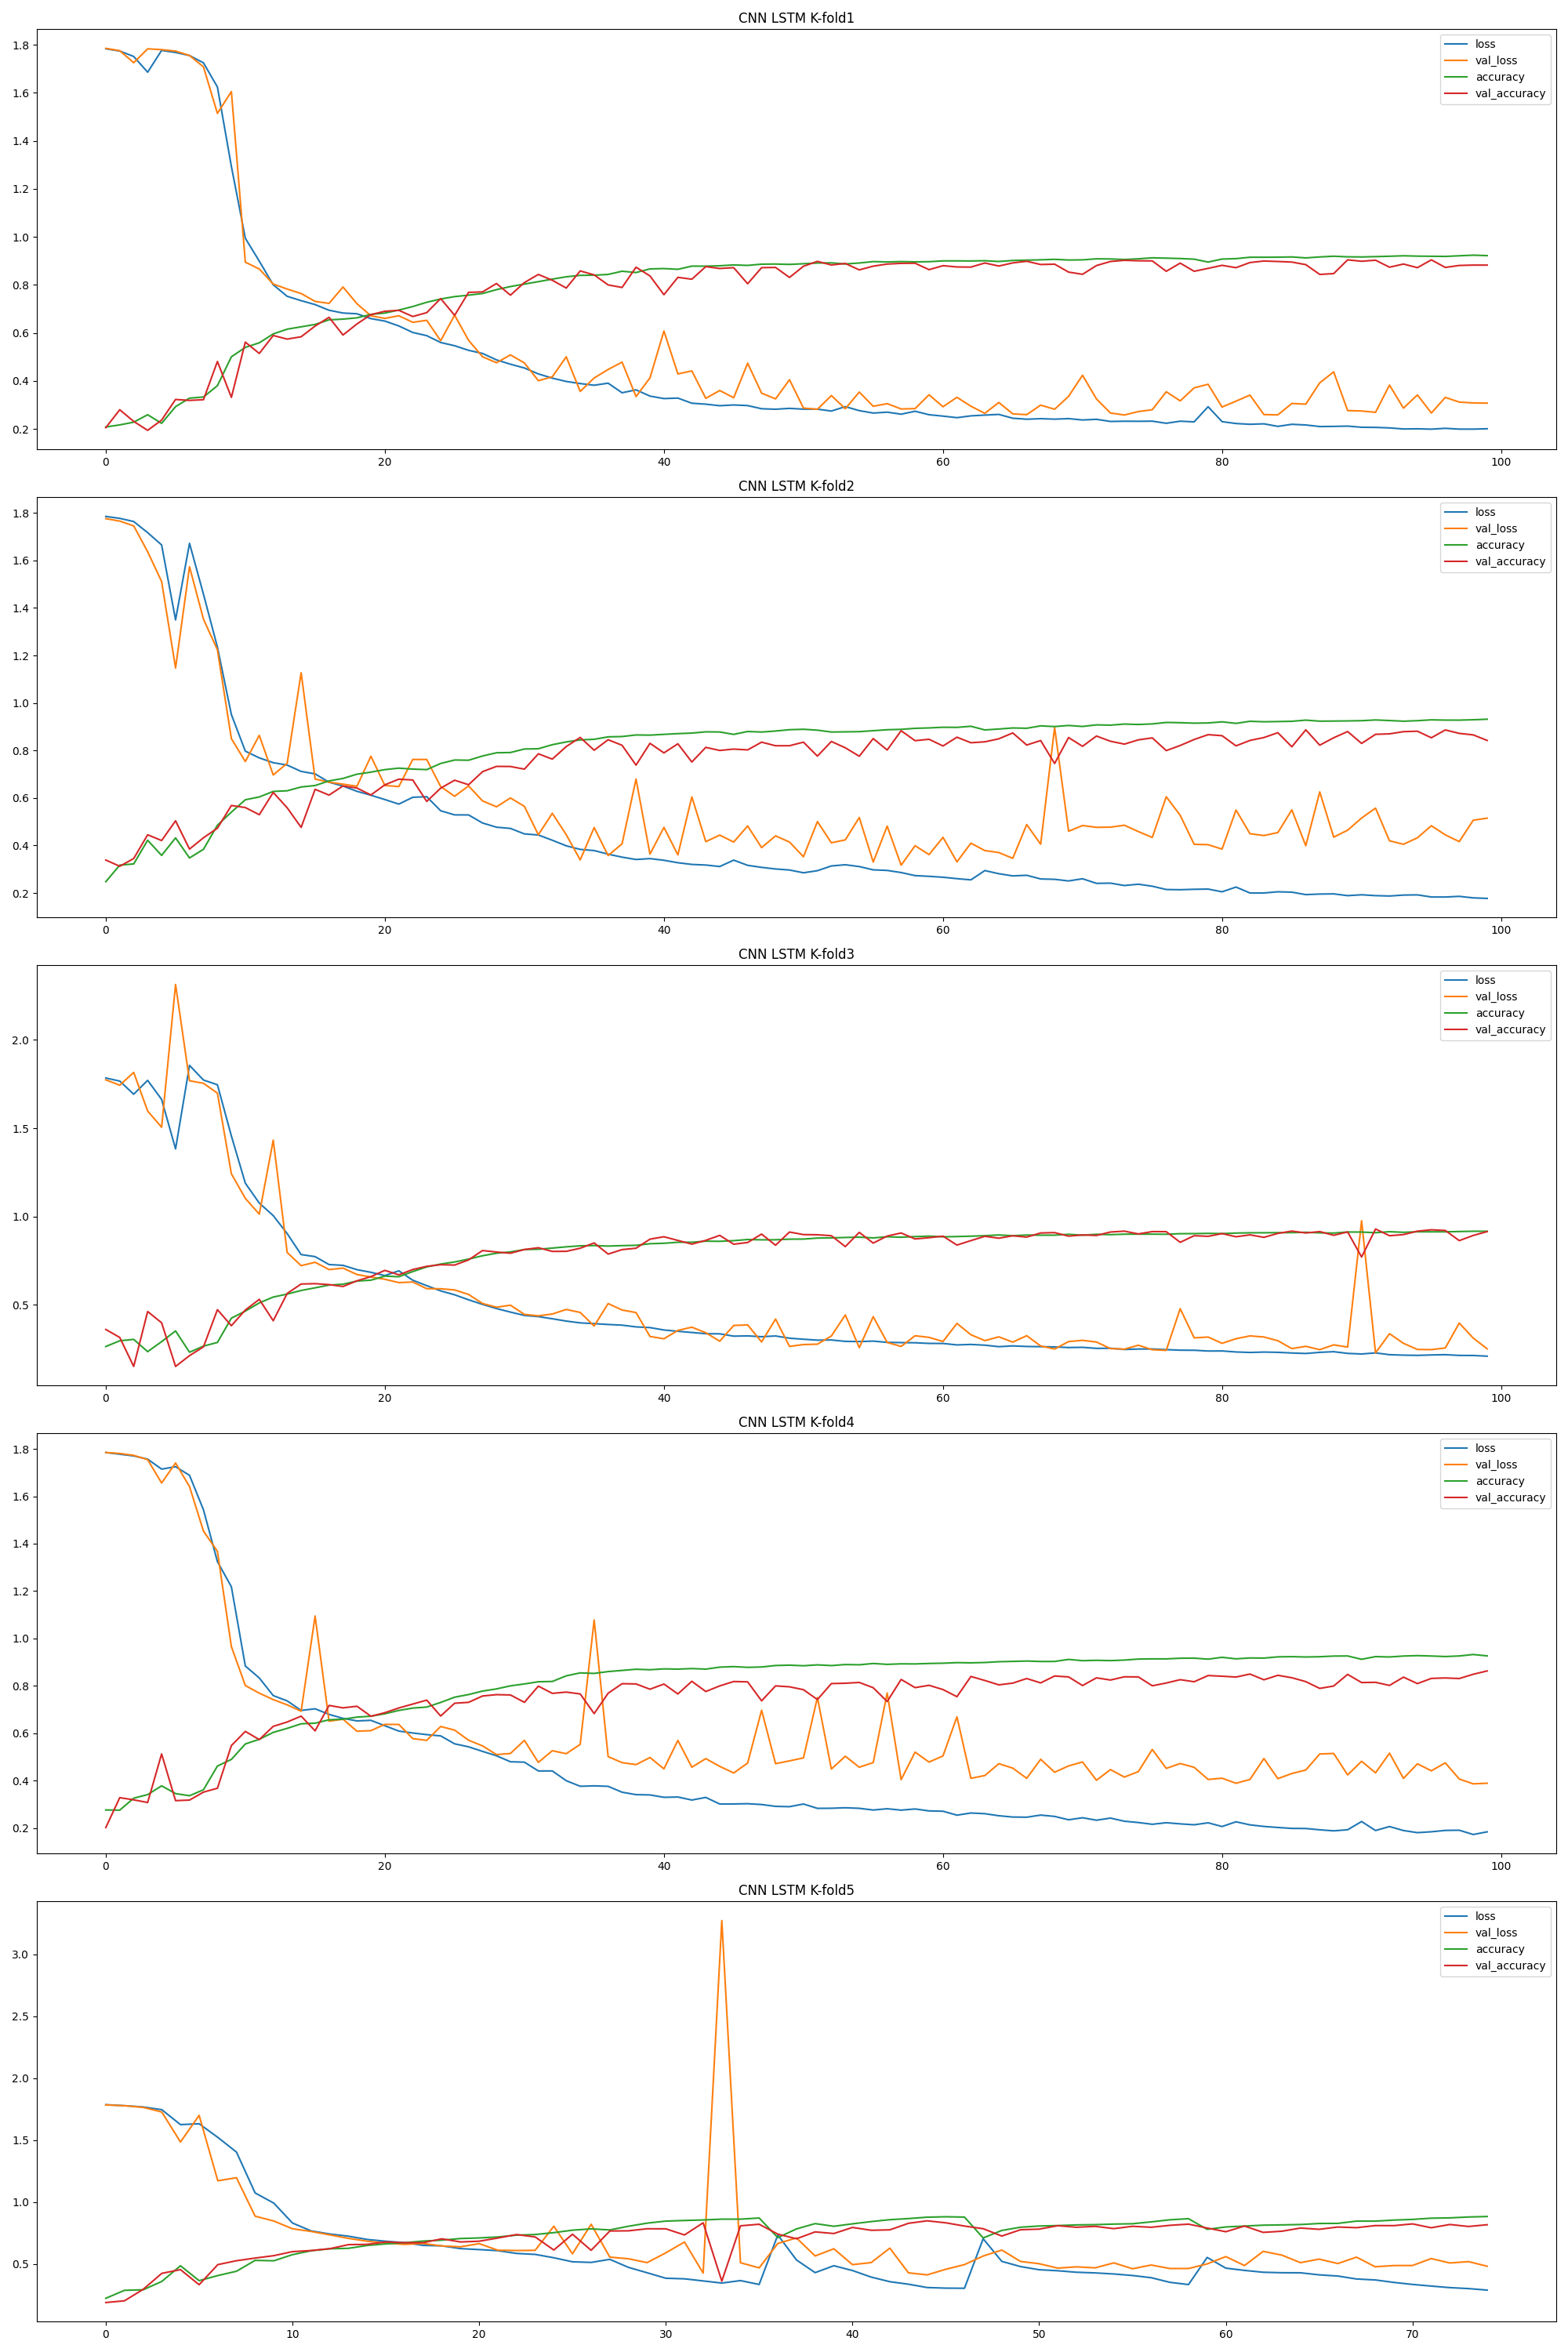 CNN LSTM K-fold1
1.8
1.6
1.4
1.2
1.0
0.8
0.6
0.4
0.2
loss
val_loss
accuracy
val_accuracy
0 20 40 60 80 100
CNN LSTM K-fold2
1.8
1.6
1.4
1.2
1.0
0.8
0.6
0.4
0.2
loss
val_loss
accuracy
val_accuracy
0 20 40 60 80 100
CNN LSTM K-fold3
2.0
1.5
1.0
0.5
loss
val_loss
accuracy
val_accuracy
0 20 40 60 80 100
CNN LSTM K-fold4
1.8
1.6
1.4
1.2
1.0
0.8
0.6
0.4
0.2
loss
val_loss
accuracy
val_accuracy
0 20 40 60 80 100
CNN LSTM K-fold5
3.0
2.5
2.0
1.5
1.0
0.5
loss
val_loss
accuracy
val_accuracy
0 10 20 30 40 50 60 70